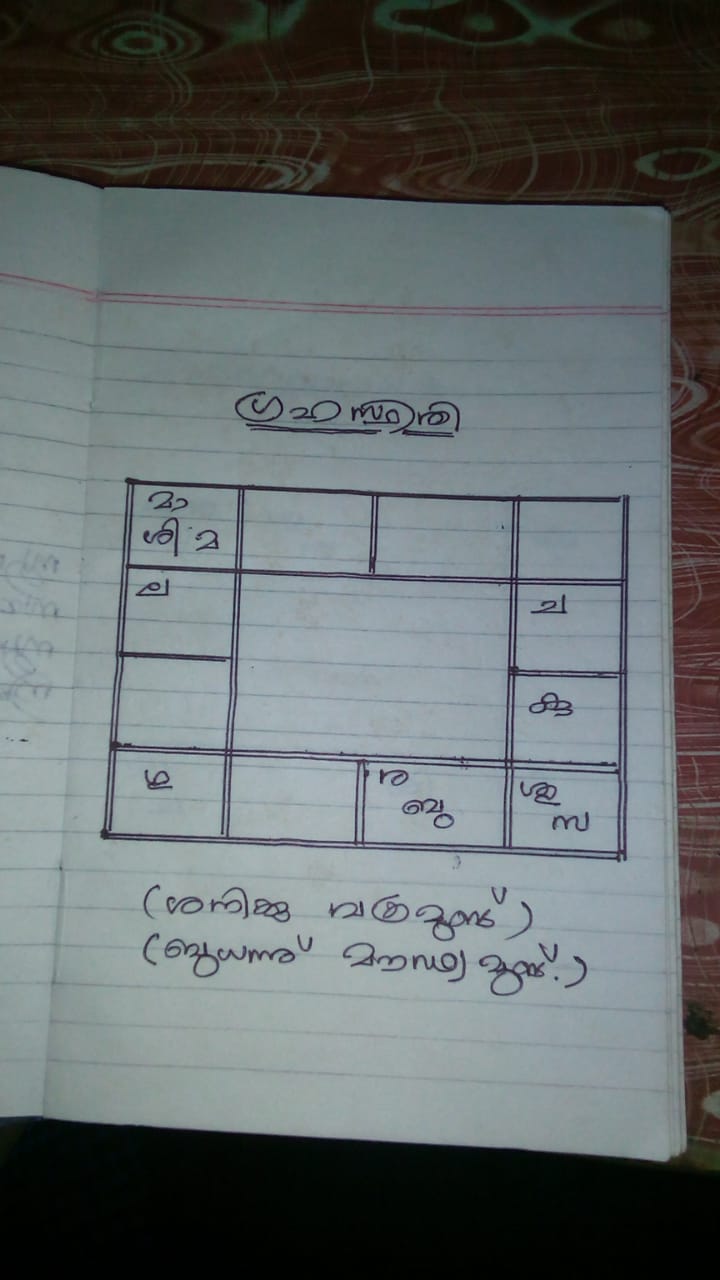 ഗ്രഹസ്ഥിതി
മാ
ശി മ
ല
ച
കു
ര
ശു
ബു
സ
(ശനിക്കു വക്രമുണ്ട്)
(ബുധന് മൗഢ്യമുണ്ട്.)